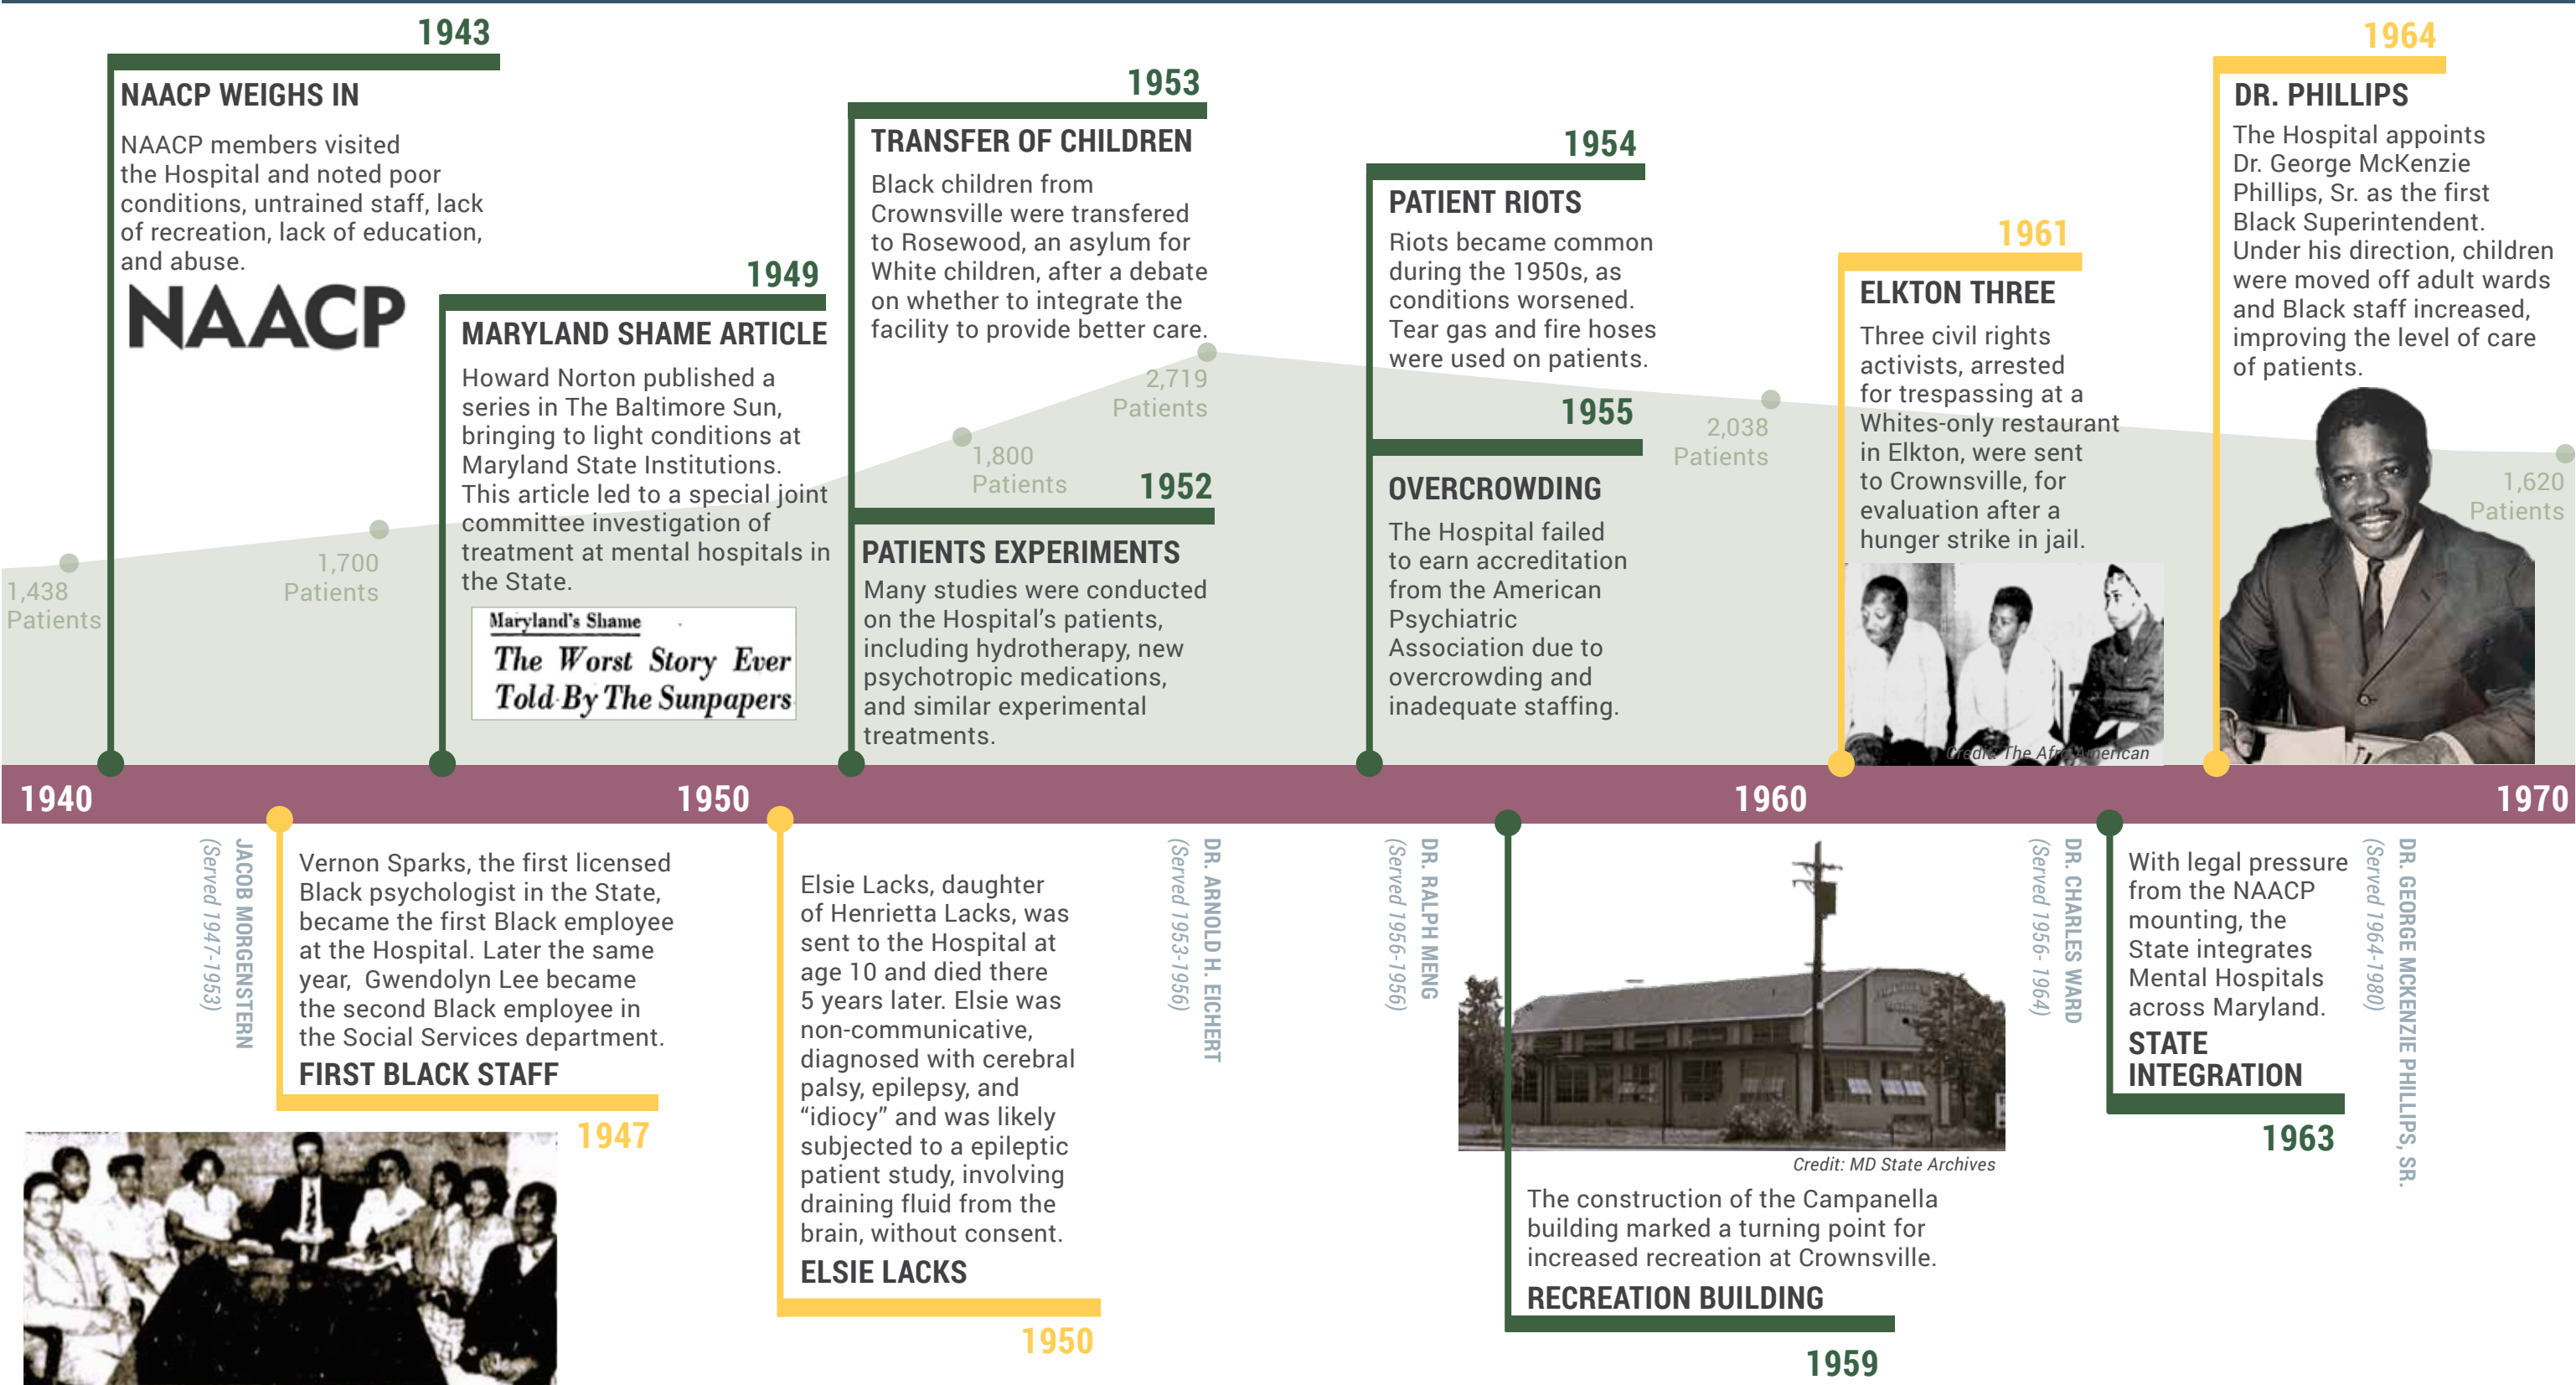 1943
NAACP WEIGHS IN
NAACP members visited
the Hospital and noted poor
conditions, untrained staff, lack
of recreation, lack of education,
and abuse.
NAACP
1949
MARYLAND SHAME ARTICLE
Howard Norton published a
series in The Baltimore Sun,
bringing to light conditions at
Maryland State Institutions.
This article led to a special joint
committee investigation of
treatment at mental hospitals in
the State.
Maryland's Shame
The Worst Story Ever
Told By The Sunpapers
1953
TRANSFER OF CHILDREN
Black children from
Crownsville were transfered
to Rosewood, an asylum for
White children, after a debate
on whether to integrate the
facility to provide better care.
1952
PATIENTS EXPERIMENTS
Many studies were conducted
on the Hospital's patients,
including hydrotherapy, new
psychotropic medications,
and similar experimental
treatments.
1954
PATIENT RIOTS
Riots became common
during the 1950s, as
conditions worsened.
Tear gas and fire hoses
were used on patients.
1955
OVERCROWDING
The Hospital failed
to earn accreditation
from the American
Psychiatric
Association due to
overcrowding and
inadequate staffing.
1961
ELKTON THREE
Three civil rights
activists, arrested
for trespassing at a
Whites-only restaurant
in Elkton, were sent
to Crownsville, for
evaluation after a
hunger strike in jail.
Credit: The Afro American
1964
DR. PHILLIPS
The Hospital appoints
Dr. George McKenzie
Phillips, Sr. as the first
Black Superintendent.
Under his direction, children
were moved off adult wards
and Black staff increased,
improving the level of care
of patients.
1,438
Patients
1,700
Patients
1,800
Patients
2,719
Patients
2,038
Patients
1,620
Patients
1940
1950
1960
1970
JACOB MORGENSTERN
(Served 1947-1953)
Vernon Sparks, the first licensed
Black psychologist in the State,
became the first Black employee
at the Hospital. Later the same
year, Gwendolyn Lee became
the second Black employee in
the Social Services department.
FIRST BLACK STAFF
1947
Elsie Lacks, daughter
of Henrietta Lacks, was
sent to the Hospital at
age 10 and died there
5 years later. Elsie was
non-communicative,
diagnosed with cerebral
palsy, epilepsy, and
“idiocy” and was likely
subjected to a epileptic
patient study, involving
draining fluid from the
brain, without consent.
ELSIE LACKS
1950
DR. ARNOLD H. EICHERT
(Served 1953-1956)
DR. RALPH MENG
(Served 1956-1956)
Credit: MD State Archives
The construction of the Campanella
building marked a turning point for
increased recreation at Crownsville.
RECREATION BUILDING
1959
DR. CHARLES WARD
(Served 1956- 1964)
With legal pressure
from the NAACP
mounting, the
State integrates
Mental Hospitals
across Maryland.
STATE
INTEGRATION
1963
DR. GEORGE MCKENZIE PHILLIPS, SR.
(Served 1964-1980)